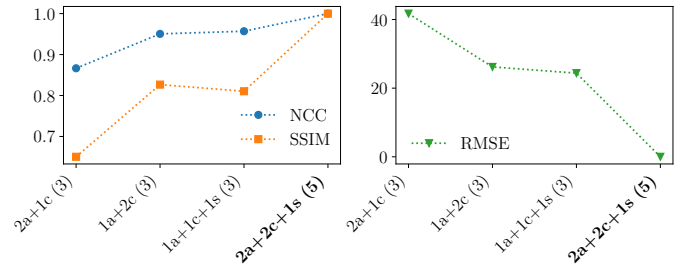 1.0
0.9
0.8
0.7
NCC
SSIM
2a+1c (3)
1a+2c (3)
1a+1c+1s (3)
2a+2c+1s (5)
40
20
0
RMSE
2a+1c (3)
1a+2c (3)
1a+1c+1s (3)
2a+2c+1s (5)